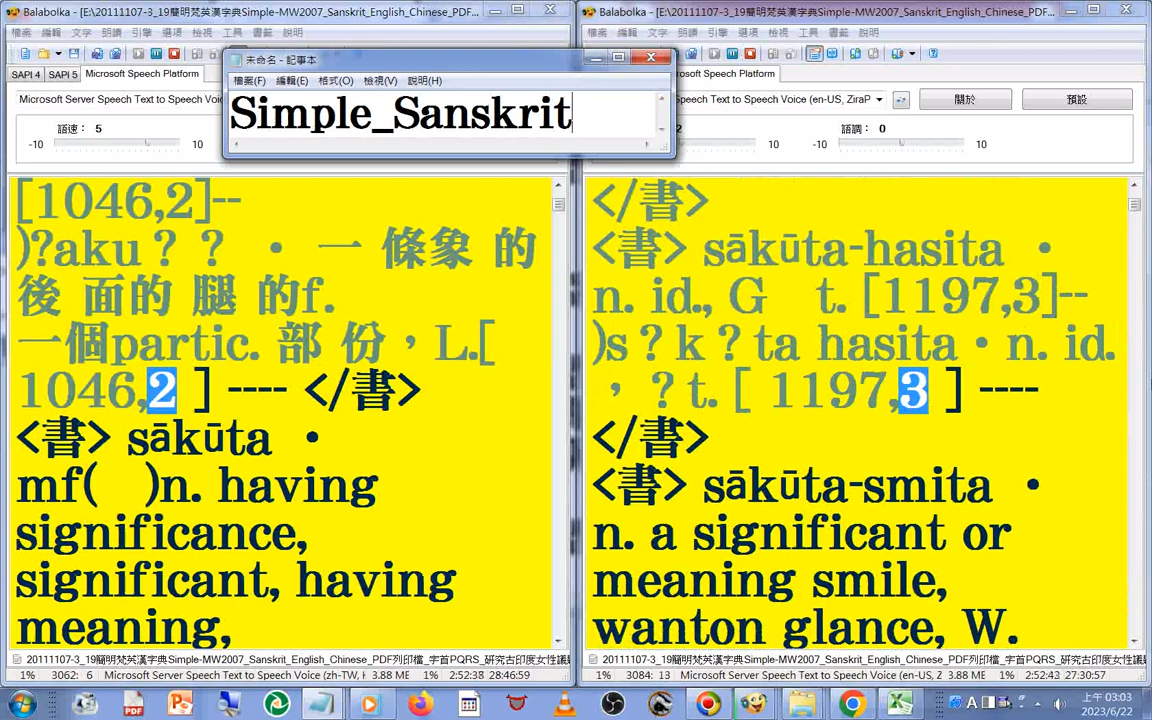 Balabolka - [E:\20111107-3_19簡明梵英漢字典Simple-MW2007_Sanskrit_English_Chinese_PDF...
檔案 編輯 文字 朗讀 引擎 選項 檢視 工具 書籤 說明
SAPI 4 SAPI 5 Microsoft Speech Platform
Microsoft Server Speech Text to Speech Voi
語速： 5
-10 10
[1046,2]--
)?aku？？ • 一 條象 的
後 面的 腿 的f.
一個partic. 部 份，L.[
1046,2 ] ---- </書>
<書> sākūta •
mf( )n. having
significance,
significant, having
meaning,
20111107-3_19簡明梵英漢字典Simple-MW2007_Sanskrit_English_Chinese_PDF列印檔_字首PQRS_研究古印度女性議
1% 3062: 6 Microsoft Server Speech Text to Speech Voice (zh-TW, H 3.88 MB 1% 2:52:38 28:46:59
未命名 - 記事本
檔案(F) 編輯(E) 格式(O) 檢視(V) 說明(H)
Simple_Sanskrit
Balabolka - [E:\20111107-3_19簡明梵英漢字典Simple-MW2007_Sanskrit_English_Chinese_PDF...
檔案 編輯 文字 朗讀 引擎 選項 檢視 工具 書籤 說明
Speech Platform
Speech Text to Speech Voice (en-US, ZiraP 關於 預設
2 語調： 0
10 -10 10
</書>
<書> sākūta-hasita •
n. id., G t. [1197,3]--
)s？k？ta hasita • n. id.
，？t. [ 1197,3 ] ----
</書>
<書> sākūta-smita •
n. a significant or
meaning smile,
wanton glance, W.
20111107-3_19簡明梵英漢字典Simple-MW2007_Sanskrit_English_Chinese_PDF列印檔_字首PQRS_研究古印度女性議
1% 3084: 13 Microsoft Server Speech Text to Speech Voice (en-US, Z 3.88 MB 1% 2:52:43 27:30:57
上午 03:03
2023/6/22